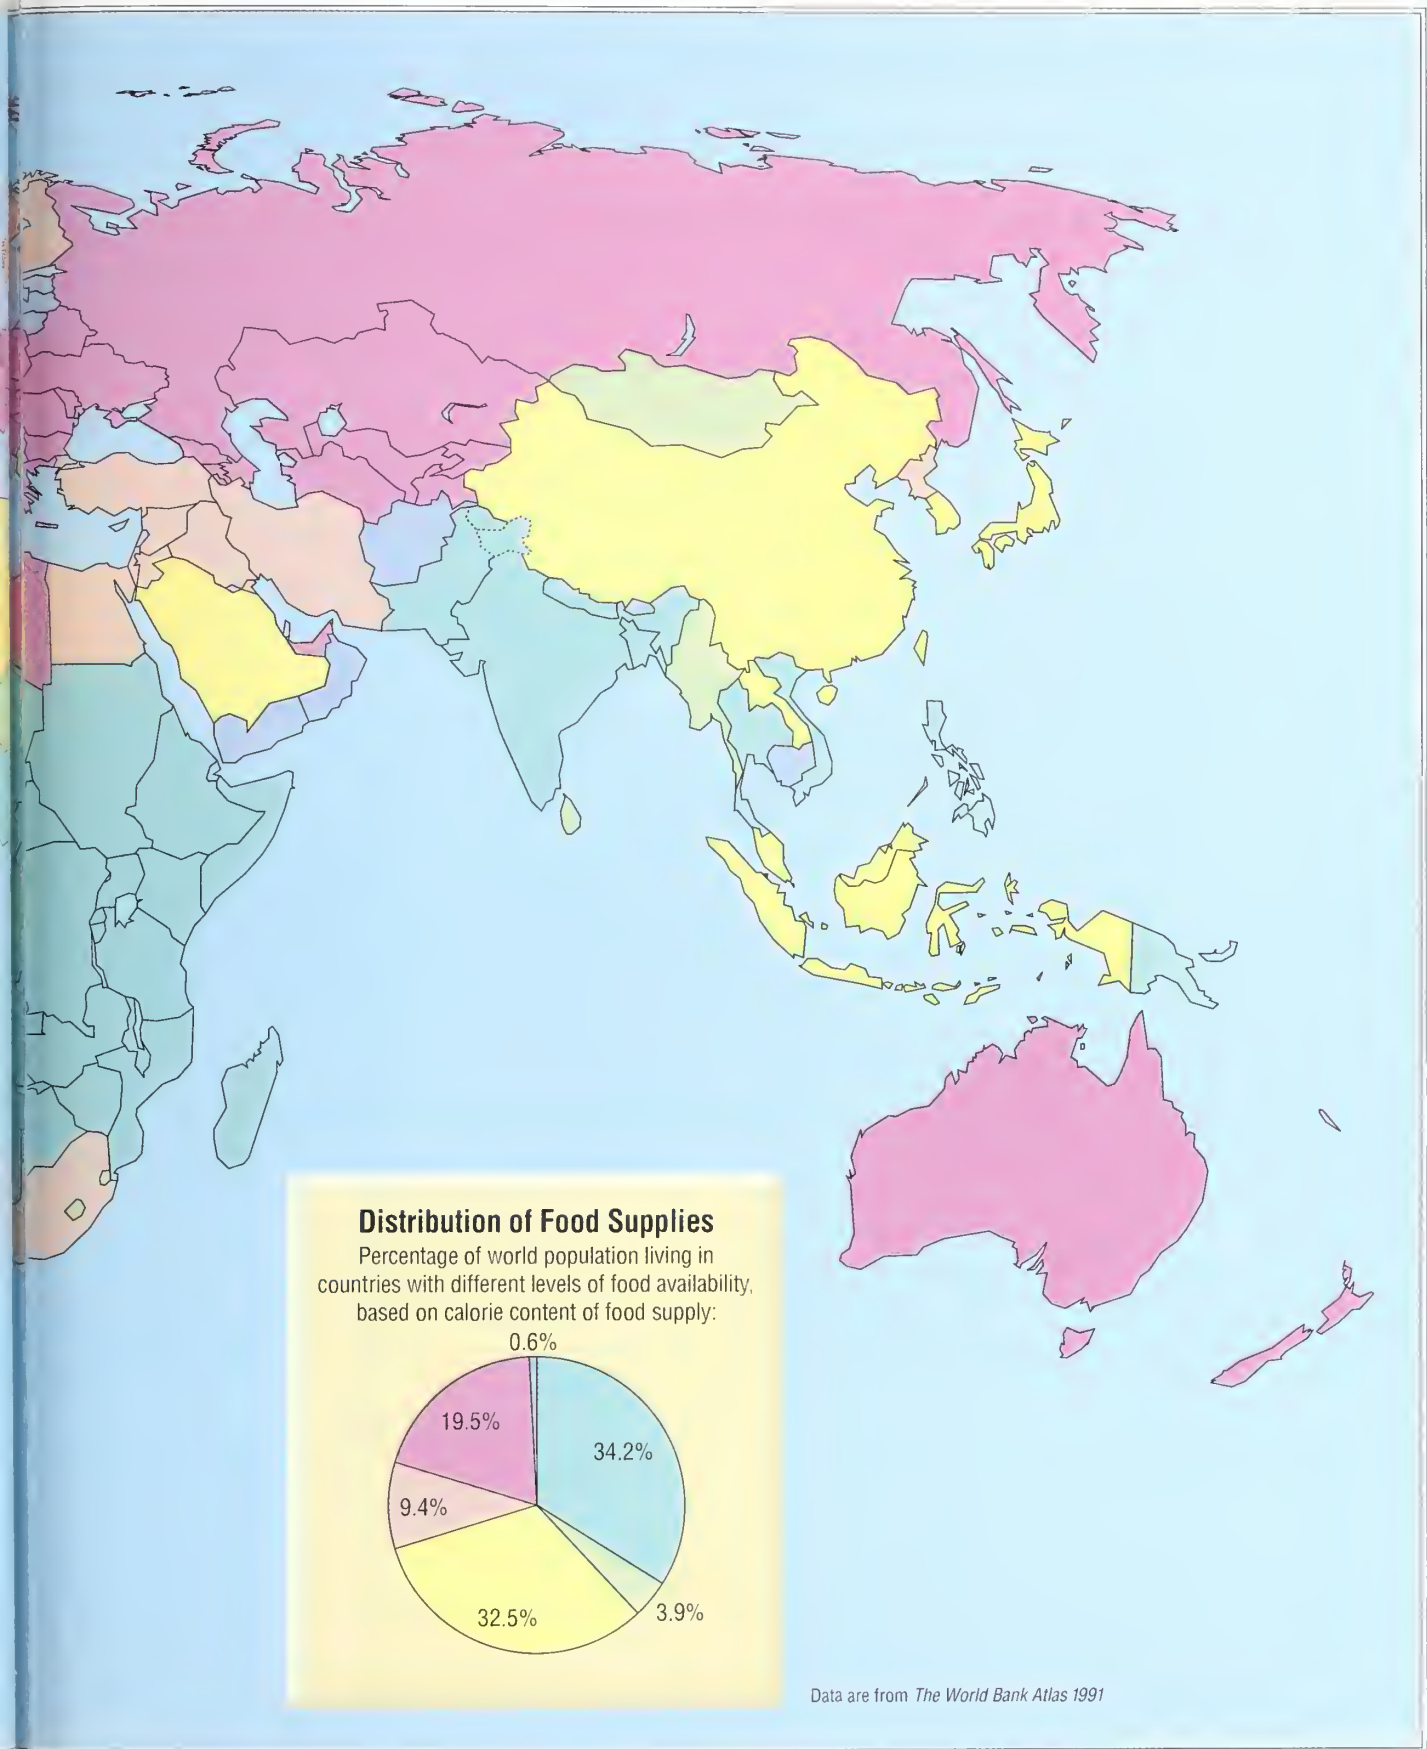 Distribution of Food Supplies
Percentage of world population living in
countries with different levels of food availability,
based on calorie content of food supply:
0.6%
19.5%
34.2%
9.4%
32.5%
3.9%
Data are from The World Bank Atlas 1991